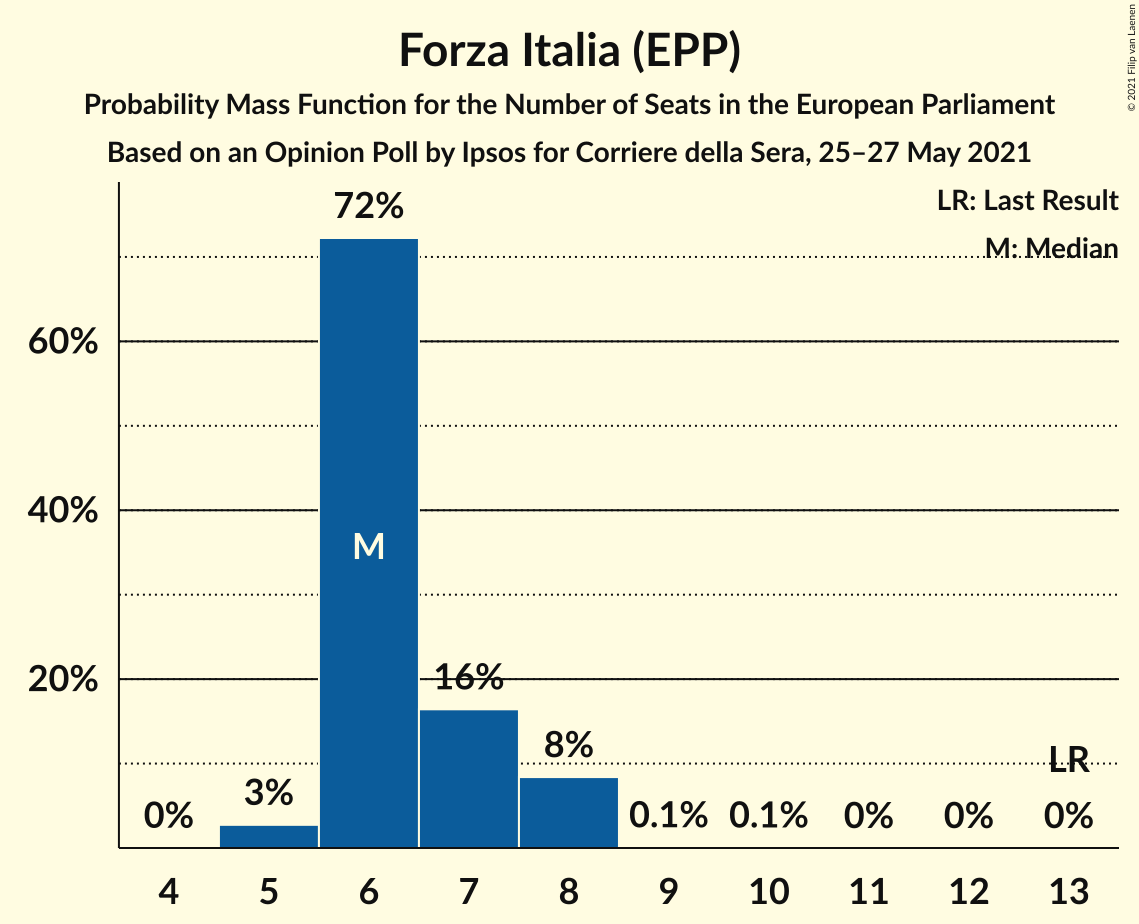 Forza Italia (EPP)
Probability Mass Function for the Number of Seats in the European Parliament
Based on an Opinion Poll by Ipsos for Corriere della Sera, 25–27 May 2021
© 2021 Filip van Laenen
LR: Last Result
M: Median
60%
40%
20%
0%
3%
72%
M
16%
8%
0.1%
0.1%
0%
0%
LR
0%
4 5 6 7 8 9 10 11 12 13